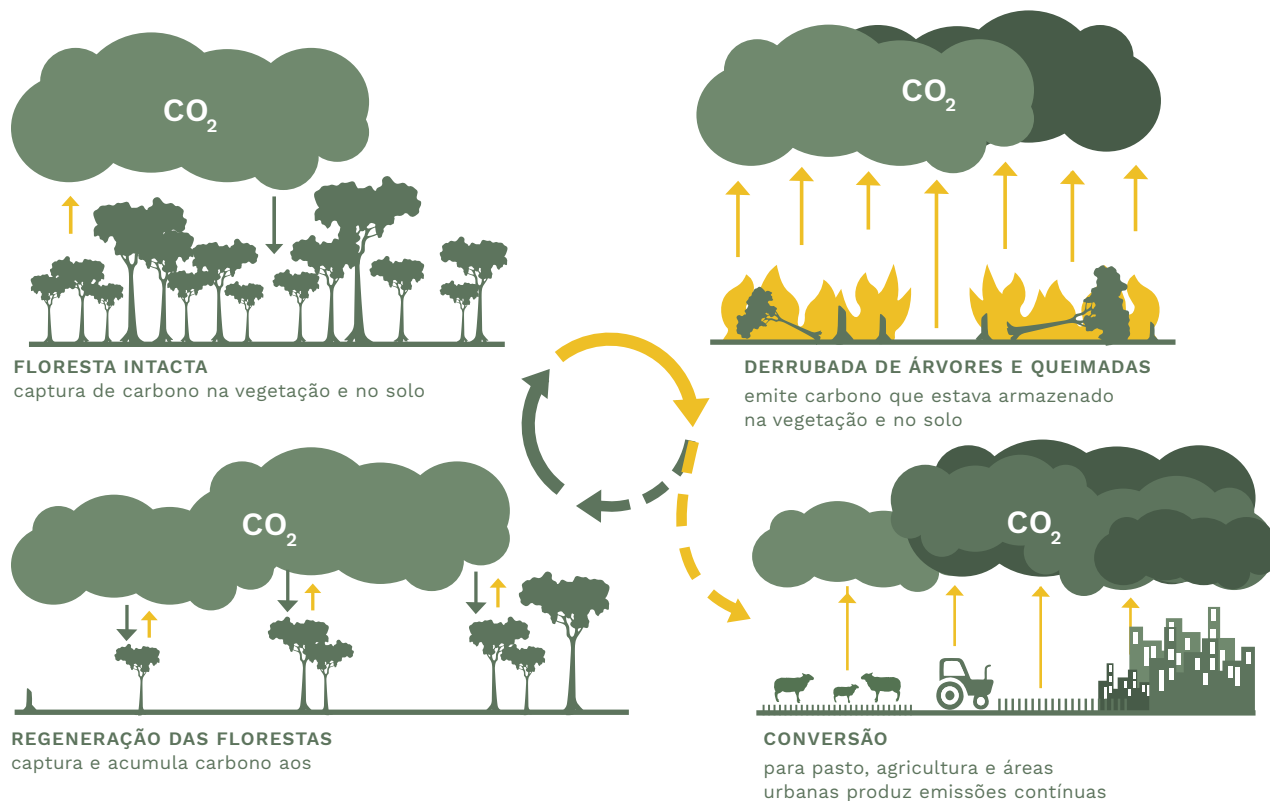 CO2
FLORESTA INTACTA
captura de carbono na vegetação e no solo
CO2
DERRUBADA DE ÁRVORES E QUEIMADAS
emite carbono que estava armazenado
na vegetação e no solo
CO2
REGENERAÇÃO DAS FLORESTAS
captura e acumula carbono aos
CO2
CONVERSÃO
para pasto, agricultura e áreas
urbanas produz emissões contínuas